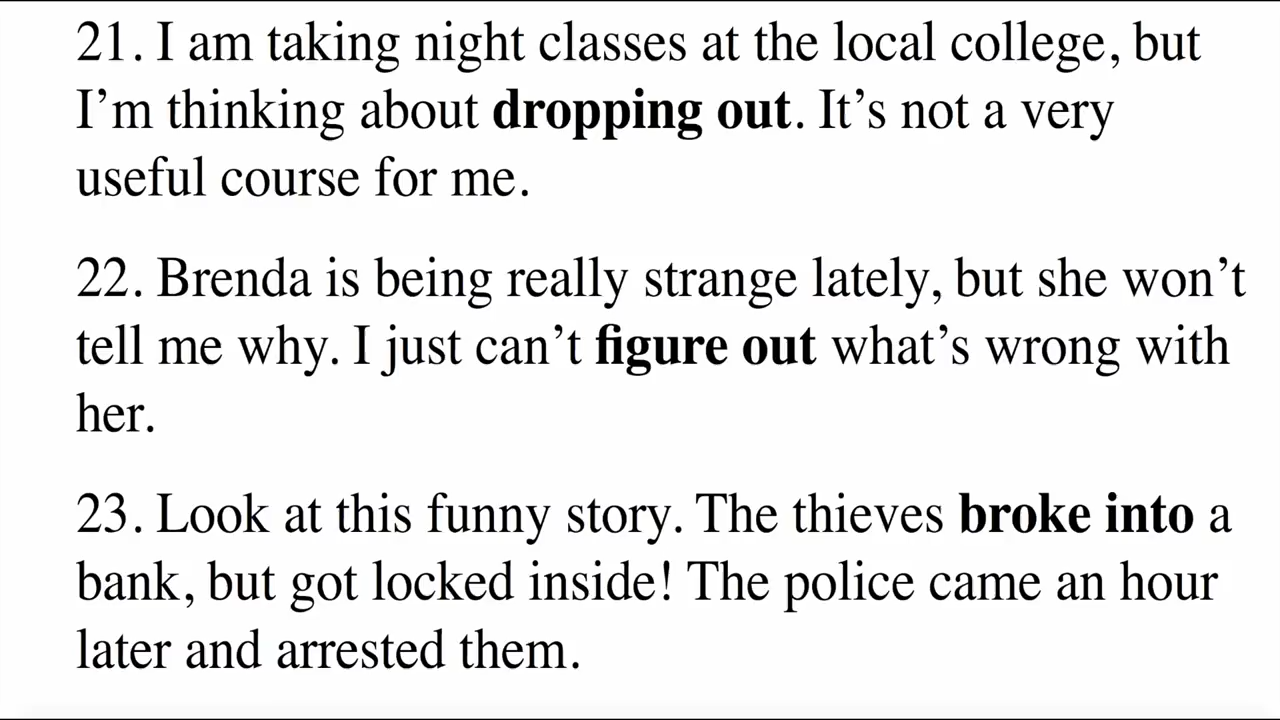 21. I am taking night classes at the local college, but
I’m thinking about dropping out. It’s not a very
useful course for me.
22. Brenda is being really strange lately, but she won’t
tell me why. I just can’t figure out what’s wrong with
her.
23. Look at this funny story. The thieves broke into a
bank, but got locked inside! The police came an hour
later and arrested them.